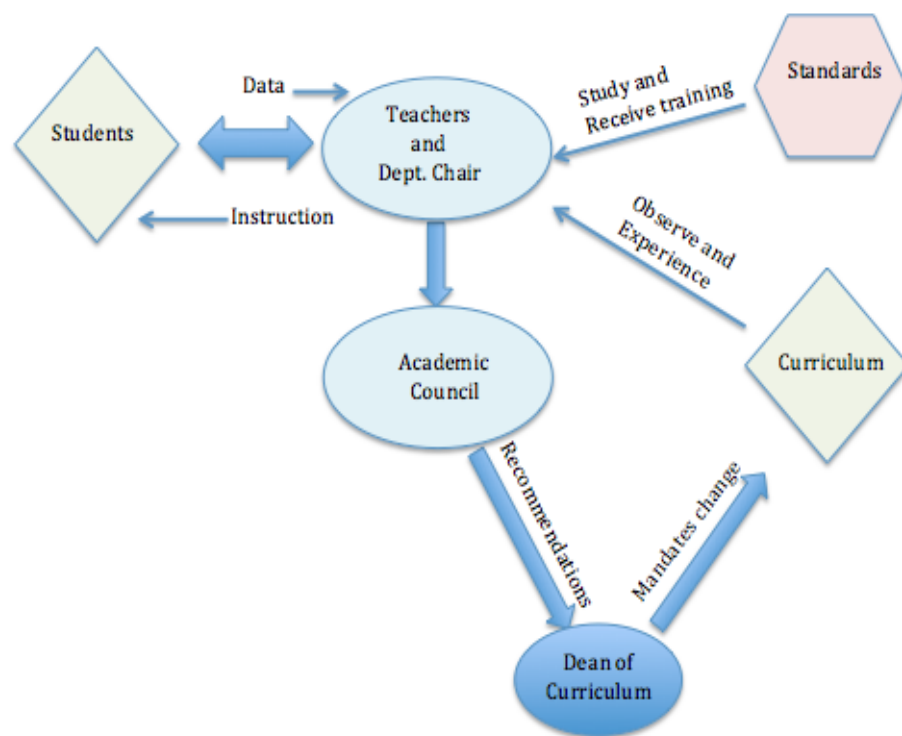 Standards
Data
Study and
Receive training
Teachers
and
Dept. Chair
Students
Instruction
Observe and
Experience
Academic
Council
Curriculum
Recommendations
Mandates change
Dean of
Curriculum